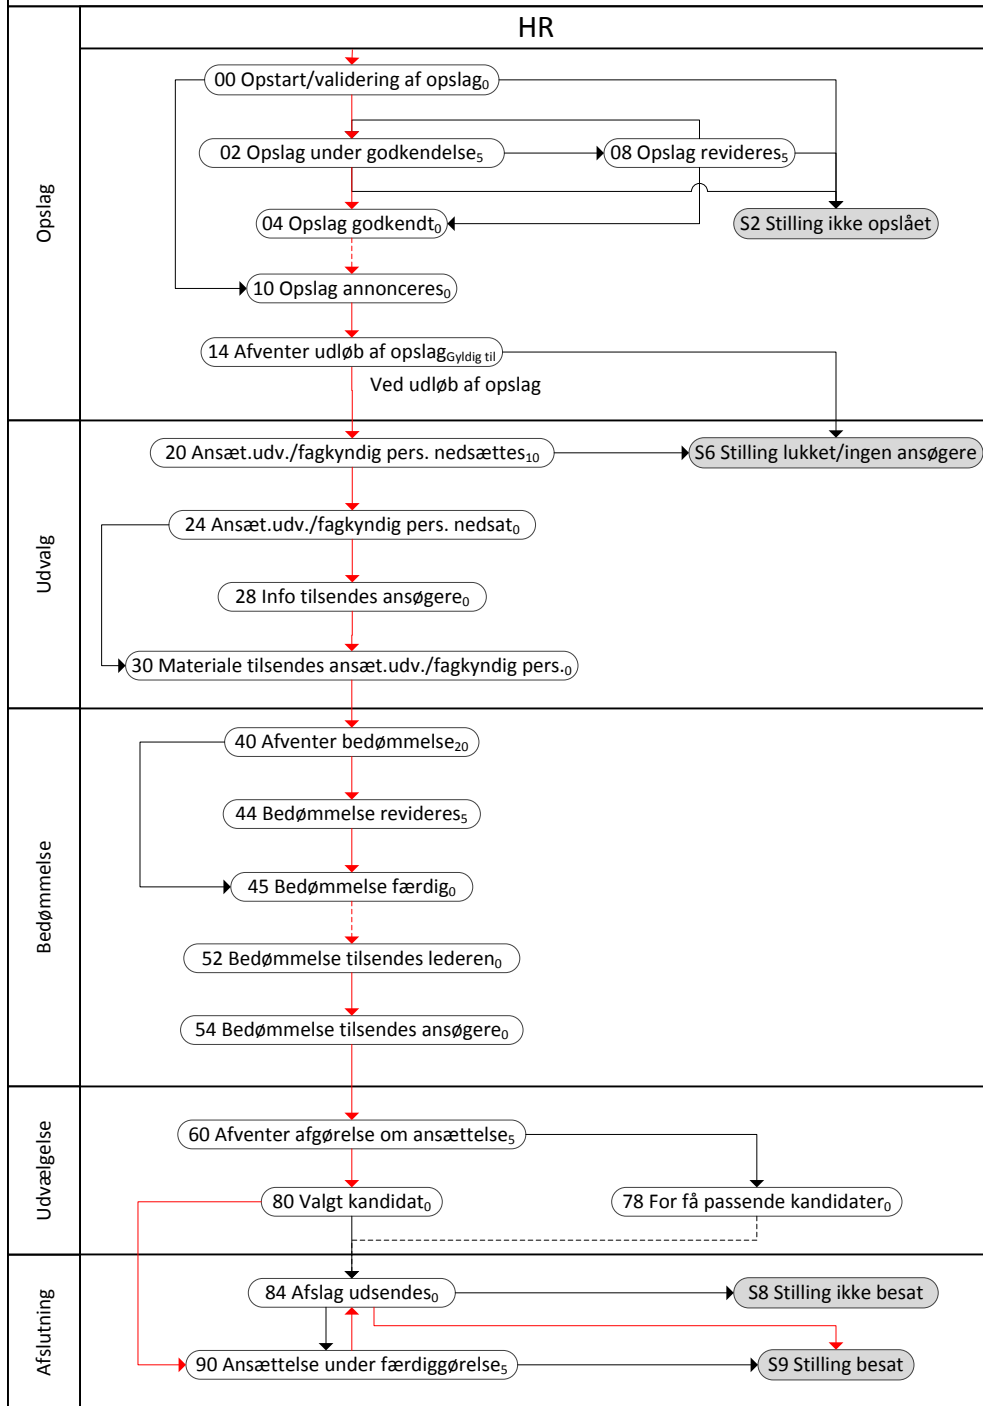 HR
Opslag
00 Opstart/validering af opslag0
02 Opslag under godkendelse5
08 Opslag revideres5
04 Opslag godkendt0
S2 Stilling ikke opslået
10 Opslag annonceres0
14 Afventer udløb af opslagGyldig til
Ved udløb af opslag
Udvalg
20 Ansæt.udv./fagkyndig pers. nedsættes10
S6 Stilling lukket/ingen ansøgere
24 Ansæt.udv./fagkyndig pers. nedsat0
28 Info tilsendes ansøgere0
30 Materiale tilsendes ansæt.udv./fagkyndig pers.0
Bedømmelse
40 Afventer bedømmelse20
44 Bedømmelse revideres5
45 Bedømmelse færdig0
52 Bedømmelse tilsendes lederen0
54 Bedømmelse tilsendes ansøgere0
Udvælgelse
60 Afventer afgørelse om ansættelse5
80 Valgt kandidat0
78 For få passende kandidater0
Afslutning
84 Afslag udsendes0
S8 Stilling ikke besat
90 Ansættelse under færdiggørelse5
S9 Stilling besat